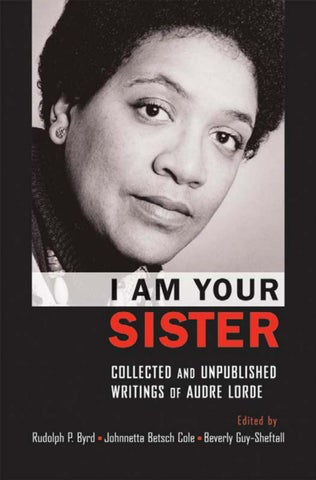 I AM YOUR
SISTER
COLLECTED AND UNPUBLISHED
WRITINGS OF AUDRE LORDE
Edited by
Rudolph P. Byrd ▪ Johnnetta Betsch Cole ▪ Beverly Guy-Sheftall